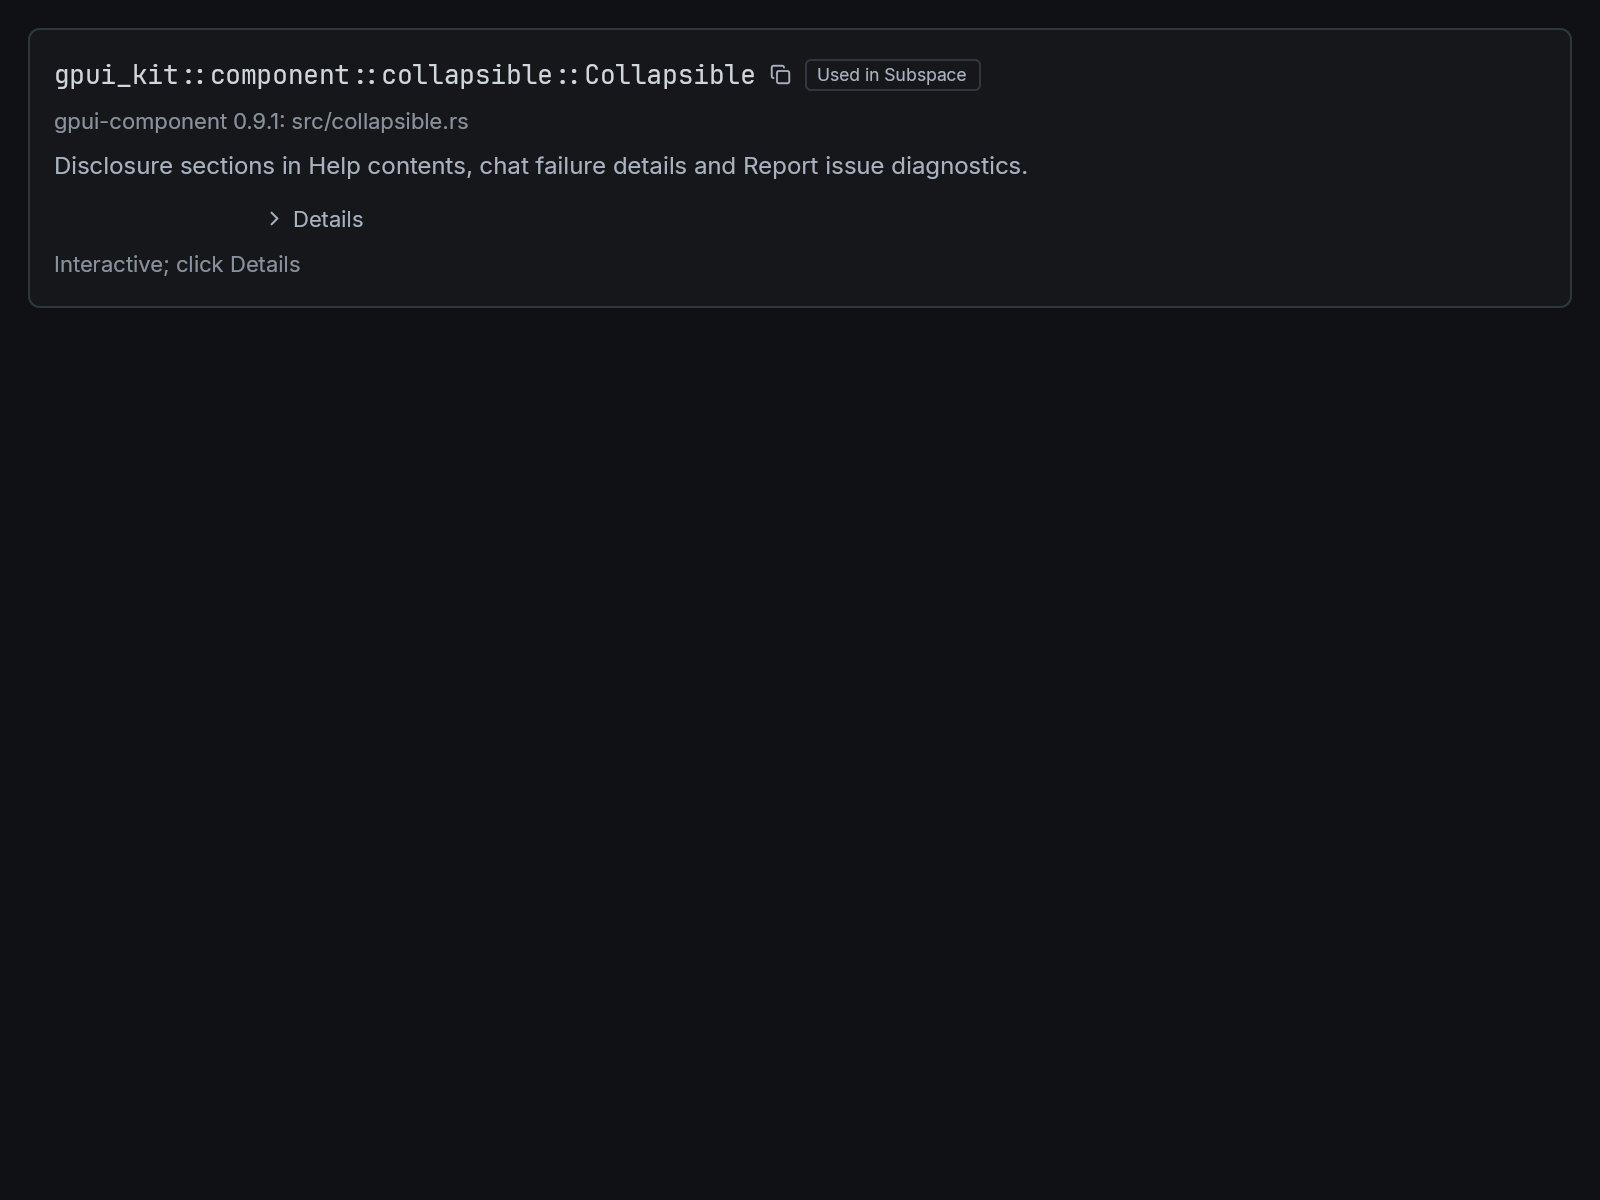 gpui_kit::component::collapsible::Collapsible Used in Subspace
gpui-component 0.9.1: src/collapsible.rs
Disclosure sections in Help contents, chat failure details and Report issue diagnostics.
Details
Interactive; click Details